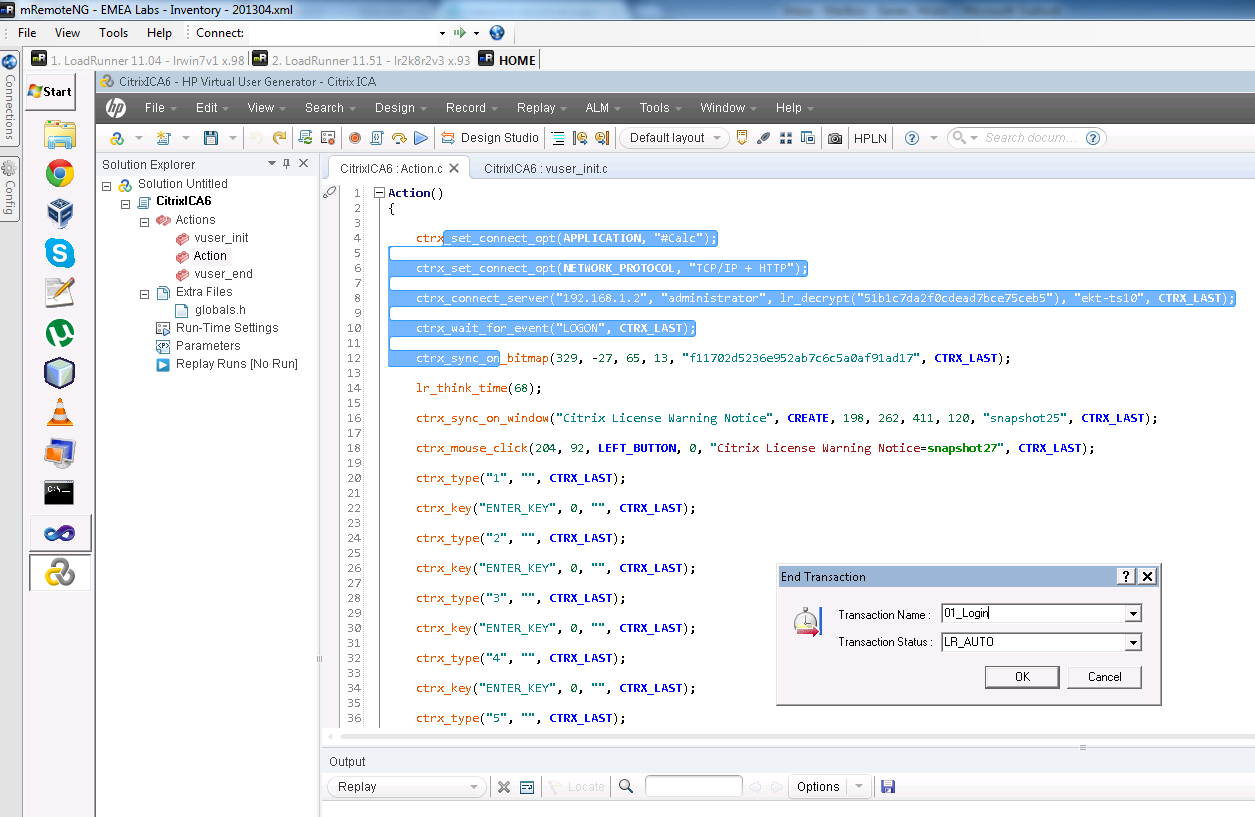 mRemoteNG - EMEA Labs - Inventory - 201304.xml
File View Tools Help Connect:
1. LoadRunner 11.04 - lrwin7v1 x.98 2. LoadRunner 11.51 - lr2k8r2v3 x.93 HOME
Connections
Config
Start
CitrixICA6 - HP Virtual User Generator - Citrix ICA
hp File Edit View Search Design Record Replay ALM Tools Window Help
Design Studio Default layout HPLN Search docum...
Solution Explorer
Solution Untitled
CitrixICA6
Actions
vuser_init
Action
vuser_end
Extra Files
globals.h
Run-Time Settings
Parameters
Replay Runs [No Run]
CitrixICA6 : Action.c CitrixICA6 : vuser_init.c
1 Action()
2 {
3
4 ctrx_set_connect_opt(APPLICATION, "#Calc");
5
6 ctrx_set_connect_opt(NETWORK_PROTOCOL, "TCP/IP + HTTP");
7
8 ctrx_connect_server("192.168.1.2", "administrator", lr_decrypt("51b1c7da2f0cdead7bce75ceb5"), "ekt-ts10", CTRX_LAST);
9
10 ctrx_wait_for_event("LOGON", CTRX_LAST);
11
12 ctrx_sync_on_bitmap(329, -27, 65, 13, "f11702d5236e952ab7c6c5a0af91ad17", CTRX_LAST);
13
14 lr_think_time(68);
15
16 ctrx_sync_on_window("Citrix License Warning Notice", CREATE, 198, 262, 411, 120, "snapshot25", CTRX_LAST);
17
18 ctrx_mouse_click(204, 92, LEFT_BUTTON, 0, "Citrix License Warning Notice=snapshot27", CTRX_LAST);
19
20 ctrx_type("1", "", CTRX_LAST);
21
22 ctrx_key("ENTER_KEY", 0, "", CTRX_LAST);
23
24 ctrx_type("2", "", CTRX_LAST);
25
26 ctrx_key("ENTER_KEY", 0, "", CTRX_LAST);
27
28 ctrx_type("3", "", CTRX_LAST);
29
30 ctrx_key("ENTER_KEY", 0, "", CTRX_LAST);
31
32 ctrx_type("4", "", CTRX_LAST);
33
34 ctrx_key("ENTER_KEY", 0, "", CTRX_LAST);
35
36 ctrx_type("5", "", CTRX_LAST);
End Transaction
Transaction Name : 01_Login
Transaction Status : LR_AUTO
OK Cancel
Output
Replay Locate Options